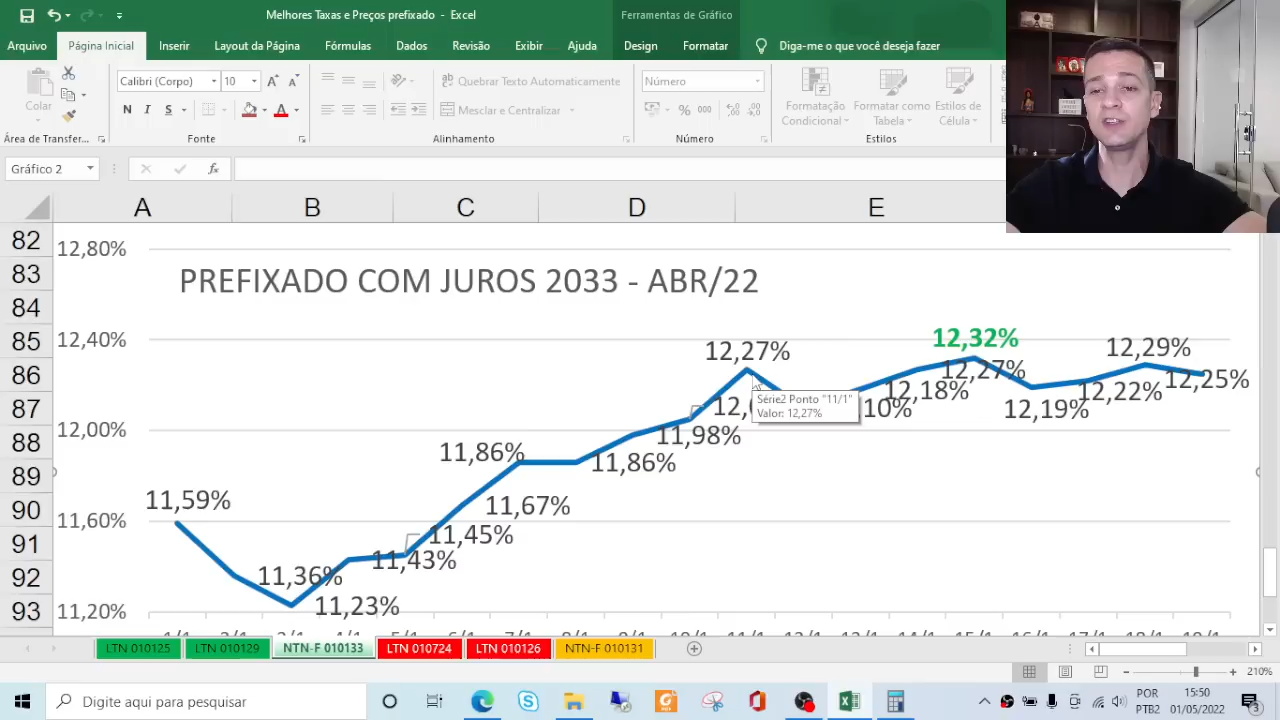 Melhores Taxas e Preços prefixado - Excel
Ferramentas de Gráfico
Arquivo Página Inicial Inserir Layout da Página Fórmulas Dados Revisão Exibir Ajuda Design Formatar Diga-me o que você deseja fazer
Colar
Calibri (Corpo) 10
N I S
Quebrar Texto Automaticamente
Mesclar e Centralizar
Número
% 000
Formatação Condicional
Formatar como Tabela
Estilos de Célula
Área de Transfer... Fonte Alinhamento Número Estilos
Gráfico 2
fx
A B C D E
82
83
84
85
86
87
88
89
90
91
92
93
12,80%
12,40%
12,00%
11,60%
11,20%
PREFIXADO COM JUROS 2033 - ABR/22
11,59%
11,36%
11,23%
11,43%
11,45%
11,67%
11,86%
11,86%
11,98%
12,27%
Série2 Ponto "11/1"
Valor: 12,27%
10%
12,18%
12,27%
12,32%
12,19%
12,22%
12,29%
12,25%
LTN 010125 LTN 010129 NTN-F 010133 LTN 010724 LTN 010126 NTN-F 010131
210%
Digite aqui para pesquisar
POR
PTB2
15:50
01/05/2022
3